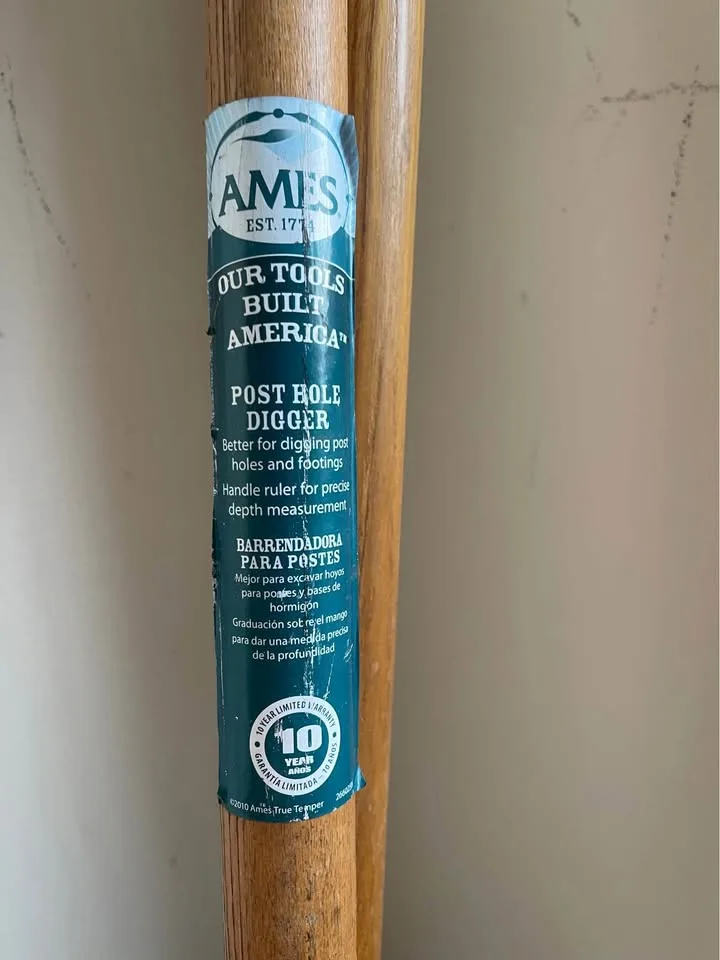 AMES
EST. 1774
OUR TOOLS
BUILT
AMERICA™
POST HOLE
DIGGER
Better for digging post
holes and footings
Handle ruler for precise
depth measurement
BARRENDADORA
PARA POSTES
Mejor para excavar hoyos
para postes y bases de
hormigón
Graduación sobre el mango
para dar una medida precisa
de la profundidad
10 YEAR LIMITED WARRANTY
10
YEAR
AÑOS
GARANTÍA LIMITADA – 10 AÑOS
©2010 Ames True Temper